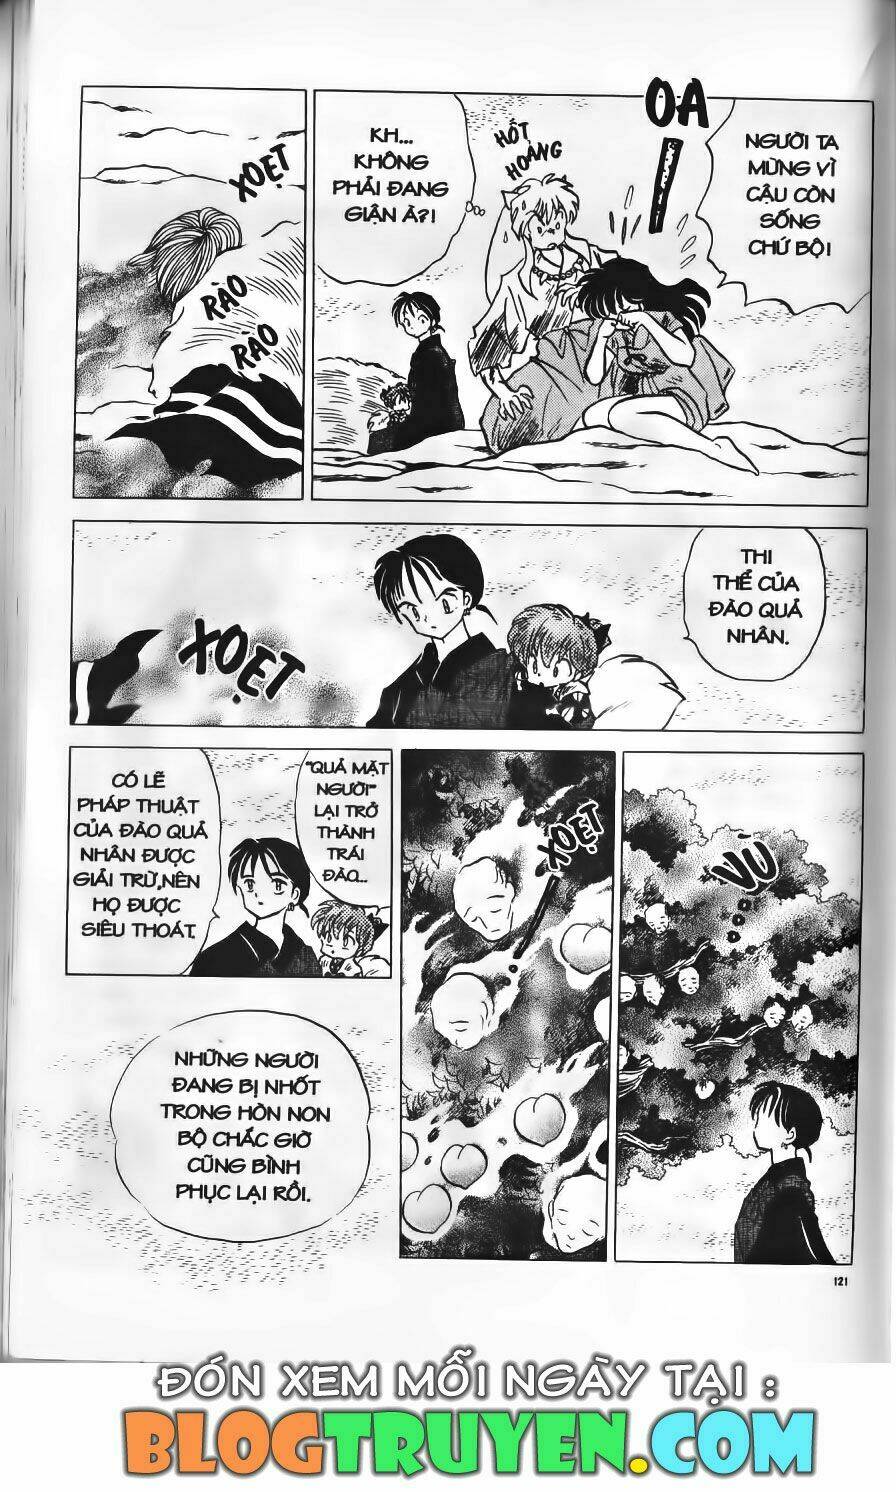 NGƯỜI TA
MỪNG VÌ
CẬU CÒN
SỐNG
CHỨ BỘ!
OA
HỐT
HOẢNG
KH...
KHÔNG
PHẢI ĐANG
GIẬN À?!
XOẸT
RÀO
RÀO
THI
THỂ CỦA
ĐÀO QUẢ
NHÂN.
XOẸT
VÙ
XOẸT
"QUẢ MẶT
NGƯỜI"
LẠI TRỞ
THÀNH
TRÁI
ĐÀO...
CÓ LẼ
PHÁP THUẬT
CỦA ĐÀO QUẢ
NHÂN ĐƯỢC
GIẢI TRỪ,NÊN
HỌ ĐƯỢC
SIÊU THOÁT.
NHỮNG NGƯỜI
ĐANG BỊ NHỐT
TRONG HÒN NON
BỘ CHẮC GIỜ
CŨNG BÌNH
PHỤC LẠI RỒI.
121
ĐÓN XEM MỖI NGÀY TẠI :
BLOGTRUYEN.COM